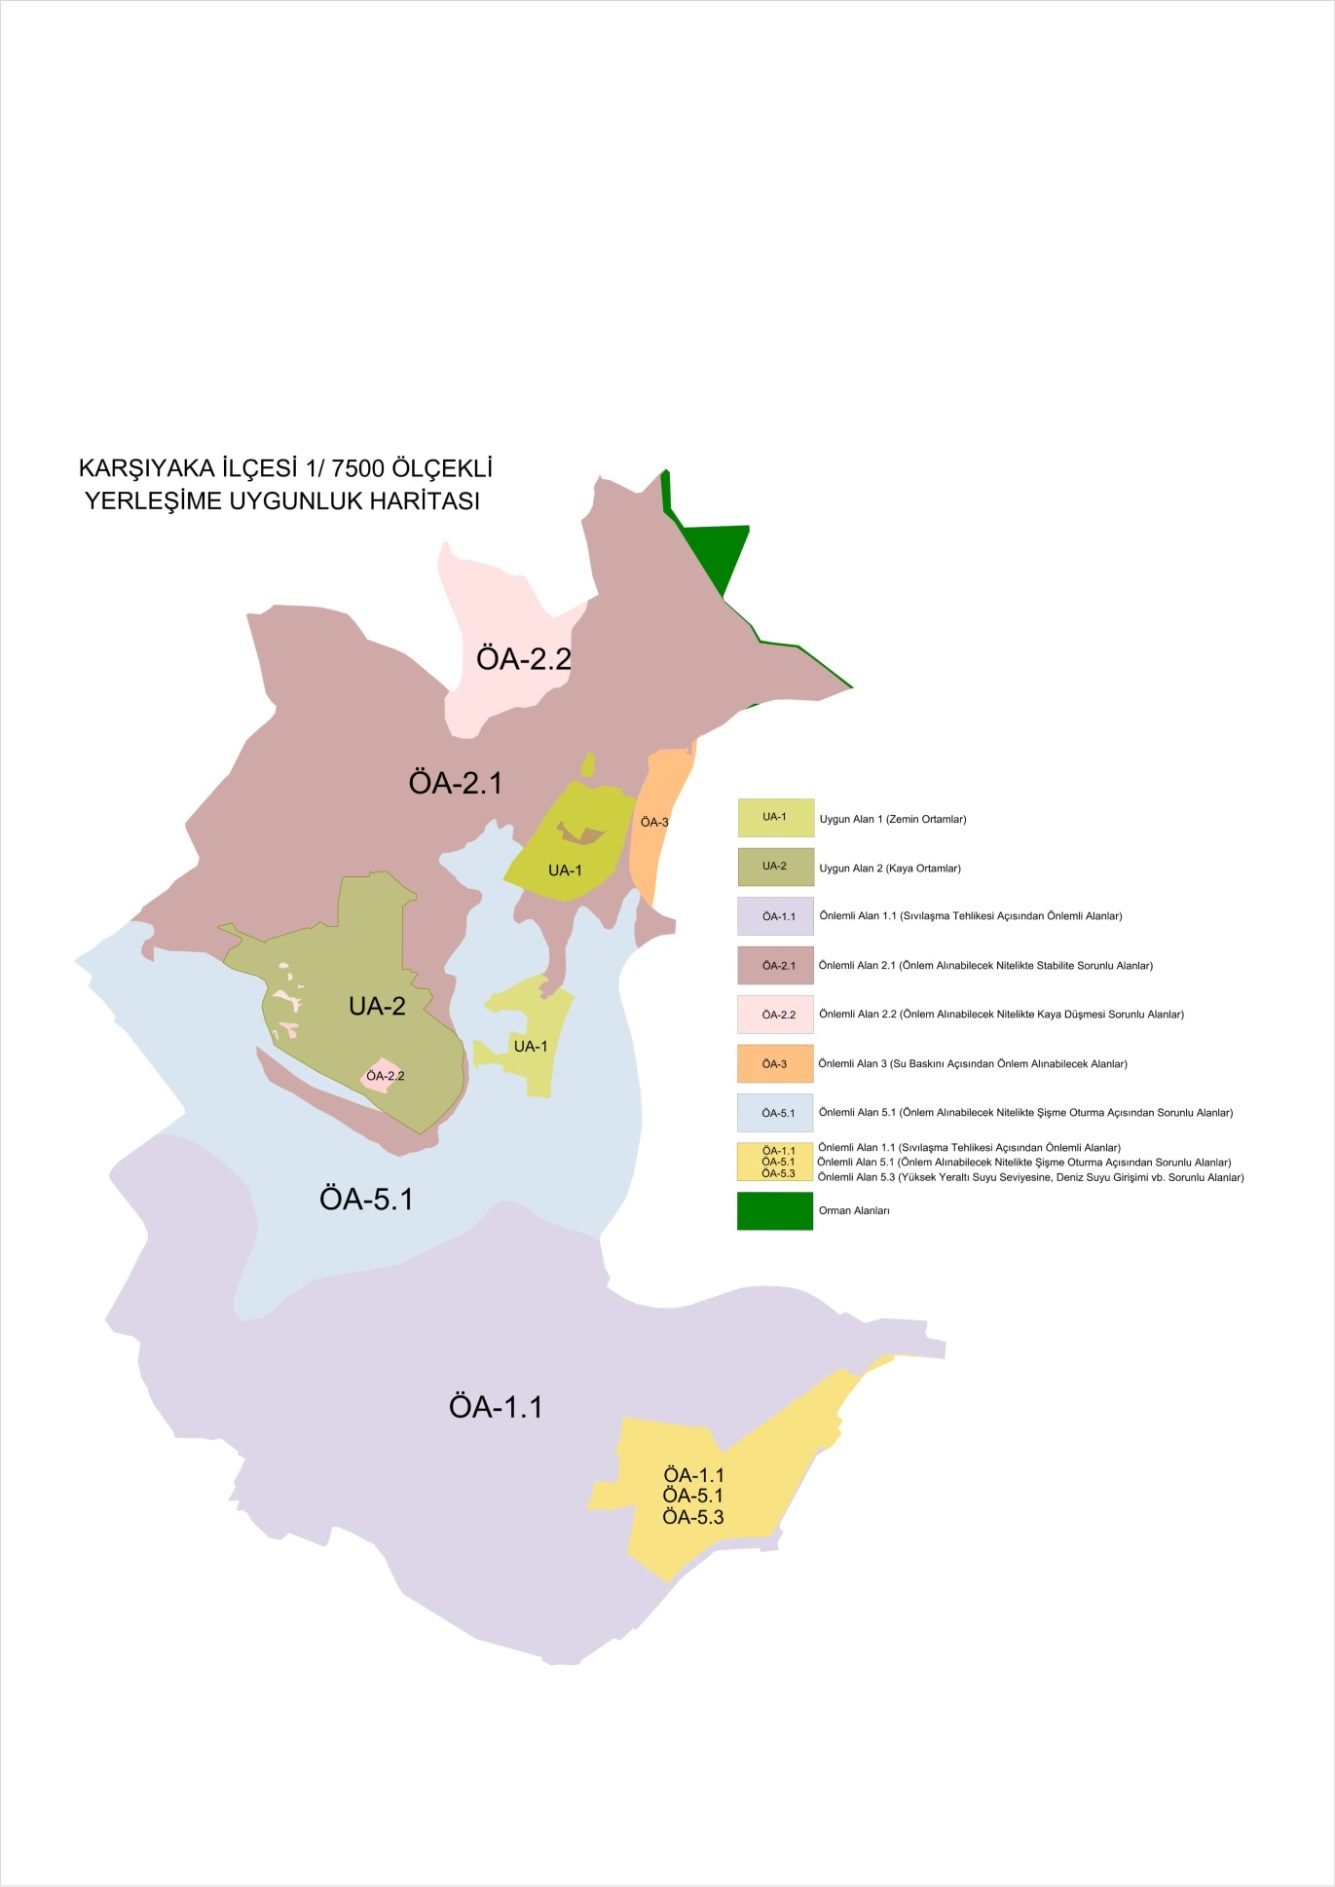 KARŞIYAKA İLÇESİ 1/ 7500 ÖLÇEKLİ
YERLEŞİME UYGUNLUK HARİTASI
ÖA-2.2
ÖA-2.1
ÖA-3
UA-1
UA-2
UA-1
ÖA-2.2
ÖA-5.1
ÖA-1.1
ÖA-1.1
ÖA-5.1
ÖA-5.3
UA-1 Uygun Alan 1 (Zemin Ortamlar)
UA-2 Uygun Alan 2 (Kaya Ortamlar)
ÖA-1.1 Önlemli Alan 1.1 (Sıvılaşma Tehlikesi Açısından Önlemli Alanlar)
ÖA-2.1 Önlemli Alan 2.1 (Önlem Alınabilecek Nitelikte Stabilite Sorunlu Alanlar)
ÖA-2.2 Önlemli Alan 2.2 (Önlem Alınabilecek Nitelikte Kaya Düşmesi Sorunlu Alanlar)
ÖA-3 Önlemli Alan 3 (Su Baskını Açısından Önlem Alınabilecek Alanlar)
ÖA-5.1 Önlemli Alan 5.1 (Önlem Alınabilecek Nitelikte Şişme Oturma Açısından Sorunlu Alanlar)
ÖA-1.1 Önlemli Alan 1.1 (Sıvılaşma Tehlikesi Açısından Önlemli Alanlar)
ÖA-5.1 Önlemli Alan 5.1 (Önlem Alınabilecek Nitelikte Şişme Oturma Açısından Sorunlu Alanlar)
ÖA-5.3 Önlemli Alan 5.3 (Yüksek Yeraltı Suyu Seviyesine, Deniz Suyu Girişimi vb. Sorunlu Alanlar)
Orman Alanları